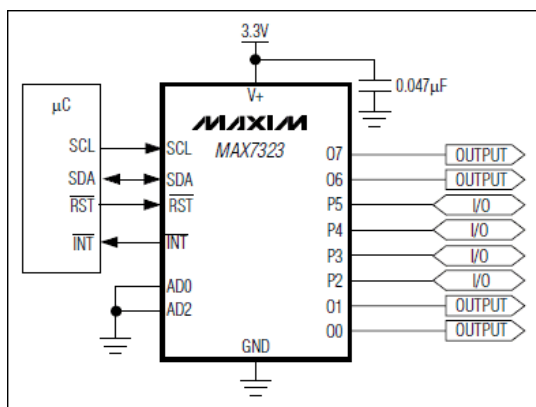 3.3V
0.047μF
μC
V+
MAXIM
MAX7323
SCL
SCL
O7
OUTPUT
SDA
SDA
O6
OUTPUT
RST
RST
P5
I/O
INT
INT
P4
I/O
P3
I/O
AD0
P2
I/O
AD2
O1
OUTPUT
O0
OUTPUT
GND